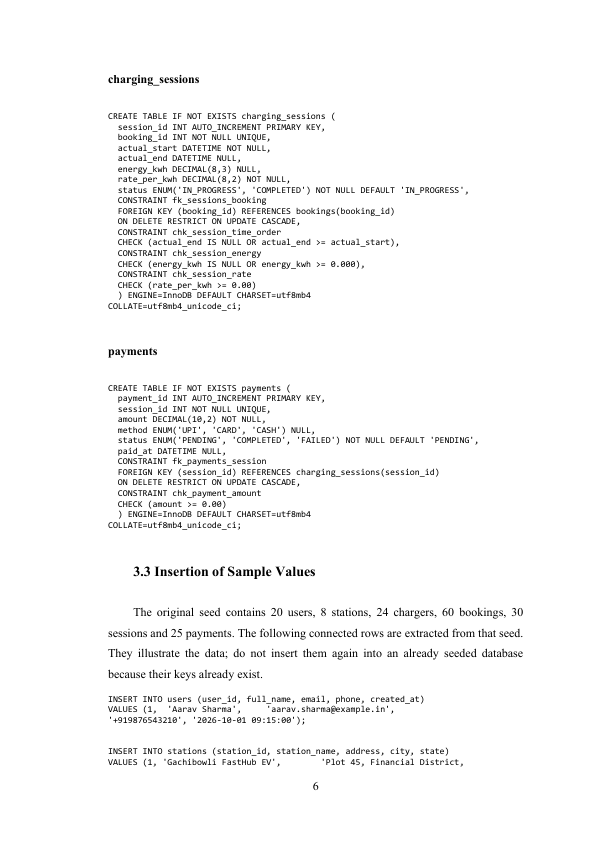 charging_sessions
CREATE TABLE IF NOT EXISTS charging_sessions (
session_id INT AUTO_INCREMENT PRIMARY KEY,
booking_id INT NOT NULL UNIQUE,
actual_start DATETIME NOT NULL,
actual_end DATETIME NULL,
energy_kwh DECIMAL(8,3) NULL,
rate_per_kwh DECIMAL(8,2) NOT NULL,
status ENUM('IN_PROGRESS', 'COMPLETED') NOT NULL DEFAULT 'IN_PROGRESS',
CONSTRAINT fk_sessions_booking
FOREIGN KEY (booking_id) REFERENCES bookings(booking_id)
ON DELETE RESTRICT ON UPDATE CASCADE,
CONSTRAINT chk_session_time_order
CHECK (actual_end IS NULL OR actual_end >= actual_start),
CONSTRAINT chk_session_energy
CHECK (energy_kwh IS NULL OR energy_kwh >= 0.000),
CONSTRAINT chk_session_rate
CHECK (rate_per_kwh >= 0.00)
) ENGINE=InnoDB DEFAULT CHARSET=utf8mb4
COLLATE=utf8mb4_unicode_ci;
payments
CREATE TABLE IF NOT EXISTS payments (
payment_id INT AUTO_INCREMENT PRIMARY KEY,
session_id INT NOT NULL UNIQUE,
amount DECIMAL(10,2) NOT NULL,
method ENUM('UPI', 'CARD', 'CASH') NULL,
status ENUM('PENDING', 'COMPLETED', 'FAILED') NOT NULL DEFAULT 'PENDING',
paid_at DATETIME NULL,
CONSTRAINT fk_payments_session
FOREIGN KEY (session_id) REFERENCES charging_sessions(session_id)
ON DELETE RESTRICT ON UPDATE CASCADE,
CONSTRAINT chk_payment_amount
CHECK (amount >= 0.00)
) ENGINE=InnoDB DEFAULT CHARSET=utf8mb4
COLLATE=utf8mb4_unicode_ci;
3.3 Insertion of Sample Values
The original seed contains 20 users, 8 stations, 24 chargers, 60 bookings, 30
sessions and 25 payments. The following connected rows are extracted from that seed.
They illustrate the data; do not insert them again into an already seeded database
because their keys already exist.
INSERT INTO users (user_id, full_name, email, phone, created_at)
VALUES (1, 'Aarav Sharma', 'aarav.sharma@example.in',
'+919876543210', '2026-10-01 09:15:00');
INSERT INTO stations (station_id, station_name, address, city, state)
VALUES (1, 'Gachibowli FastHub EV', 'Plot 45, Financial District,
6